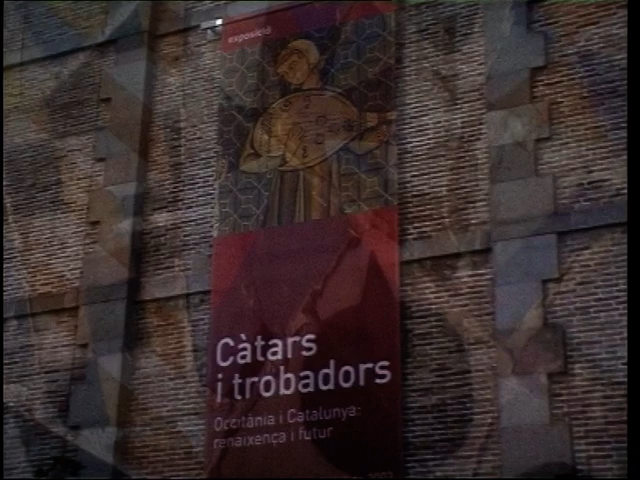 exposició
Càtars
i trobadors
Occitània i Catalunya:
renaixença i futur